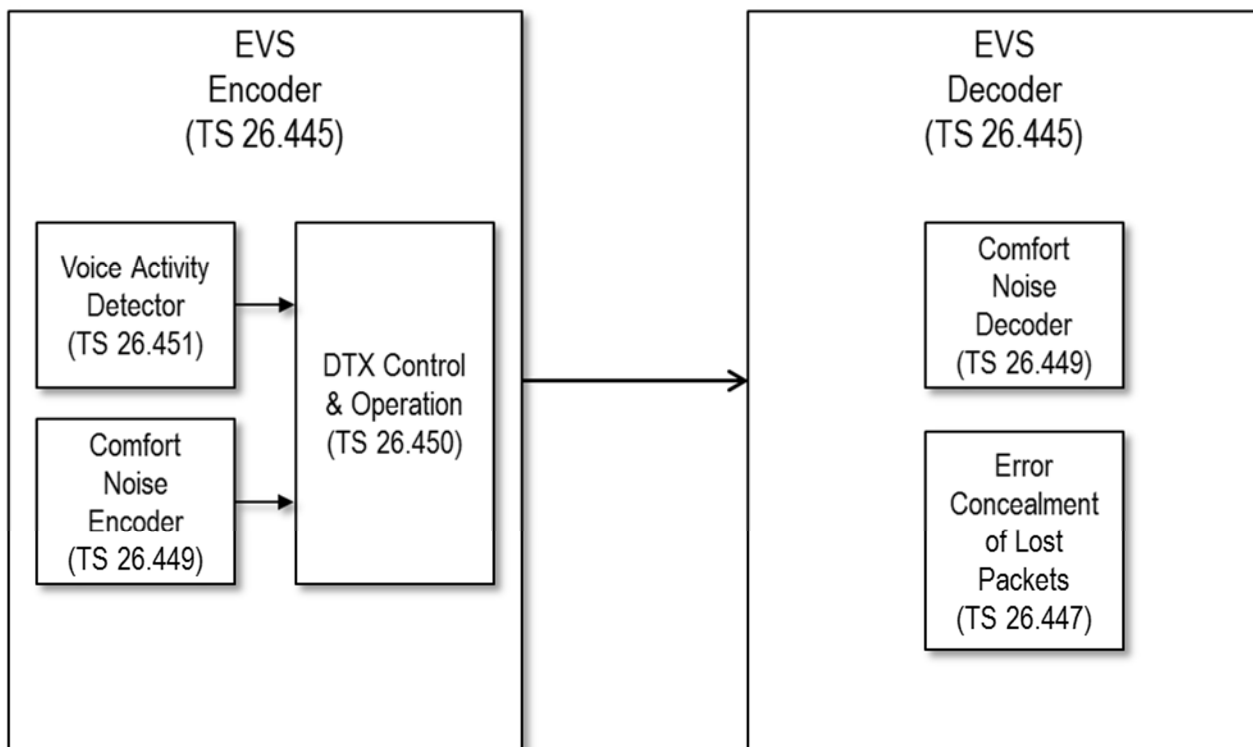 EVS
Encoder
(TS 26.445)
Voice Activity
Detector
(TS 26.451)
Comfort
Noise
Encoder
(TS 26.449)
DTX Control
& Operation
(TS 26.450)
EVS
Decoder
(TS 26.445)
Comfort
Noise
Decoder
(TS 26.449)
Error
Concealment
of Lost
Packets
(TS 26.447)